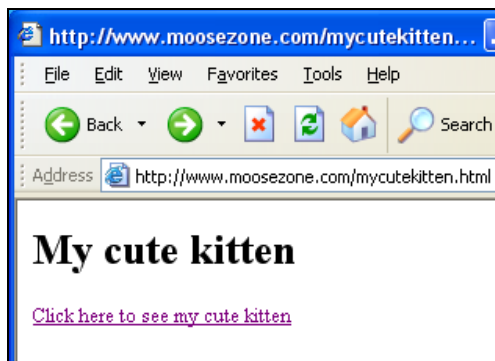 http://www.moosezone.com/mycutekitten...
File Edit View Favorites Tools Help
Back Search
Address http://www.moosezone.com/mycutekitten.html
My cute kitten
Click here to see my cute kitten